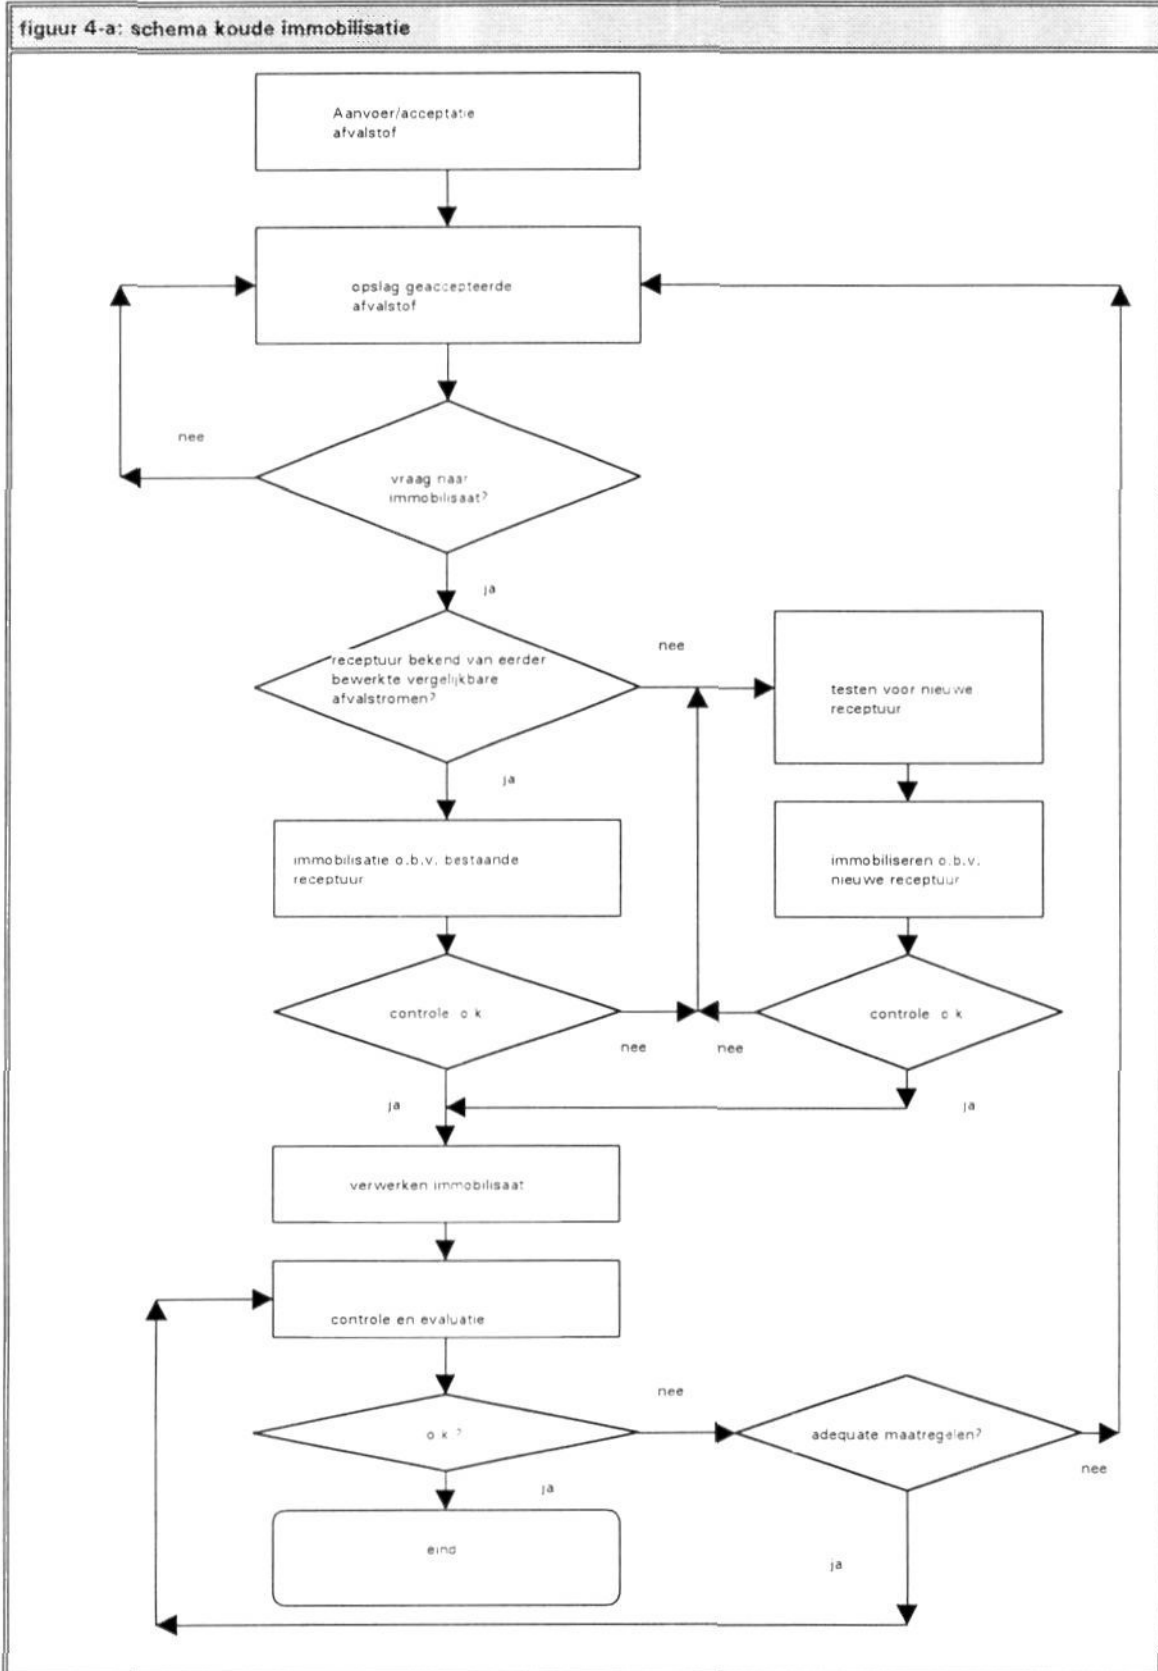 figuur 4-a: schema koude immobilisatie
Aanvoer/acceptatie
afvalstof
opslag geaccepteerde
afvalstof
nee
vraag naar
immobilisaat?
ja
receptuur bekend van eerder
bewerkte vergelijkbare
afvalstromen?
nee
testen voor nieuwe
receptuur
ja
immobilisatie o.b.v. bestaande
receptuur
immobiliseren o.b.v.
nieuwe receptuur
controle o k
controle o k
nee
nee
ja
ja
verwerken immobilisaat
controle en evaluatie
nee
o k ?
adequate maatregelen?
nee
ja
eind
ja